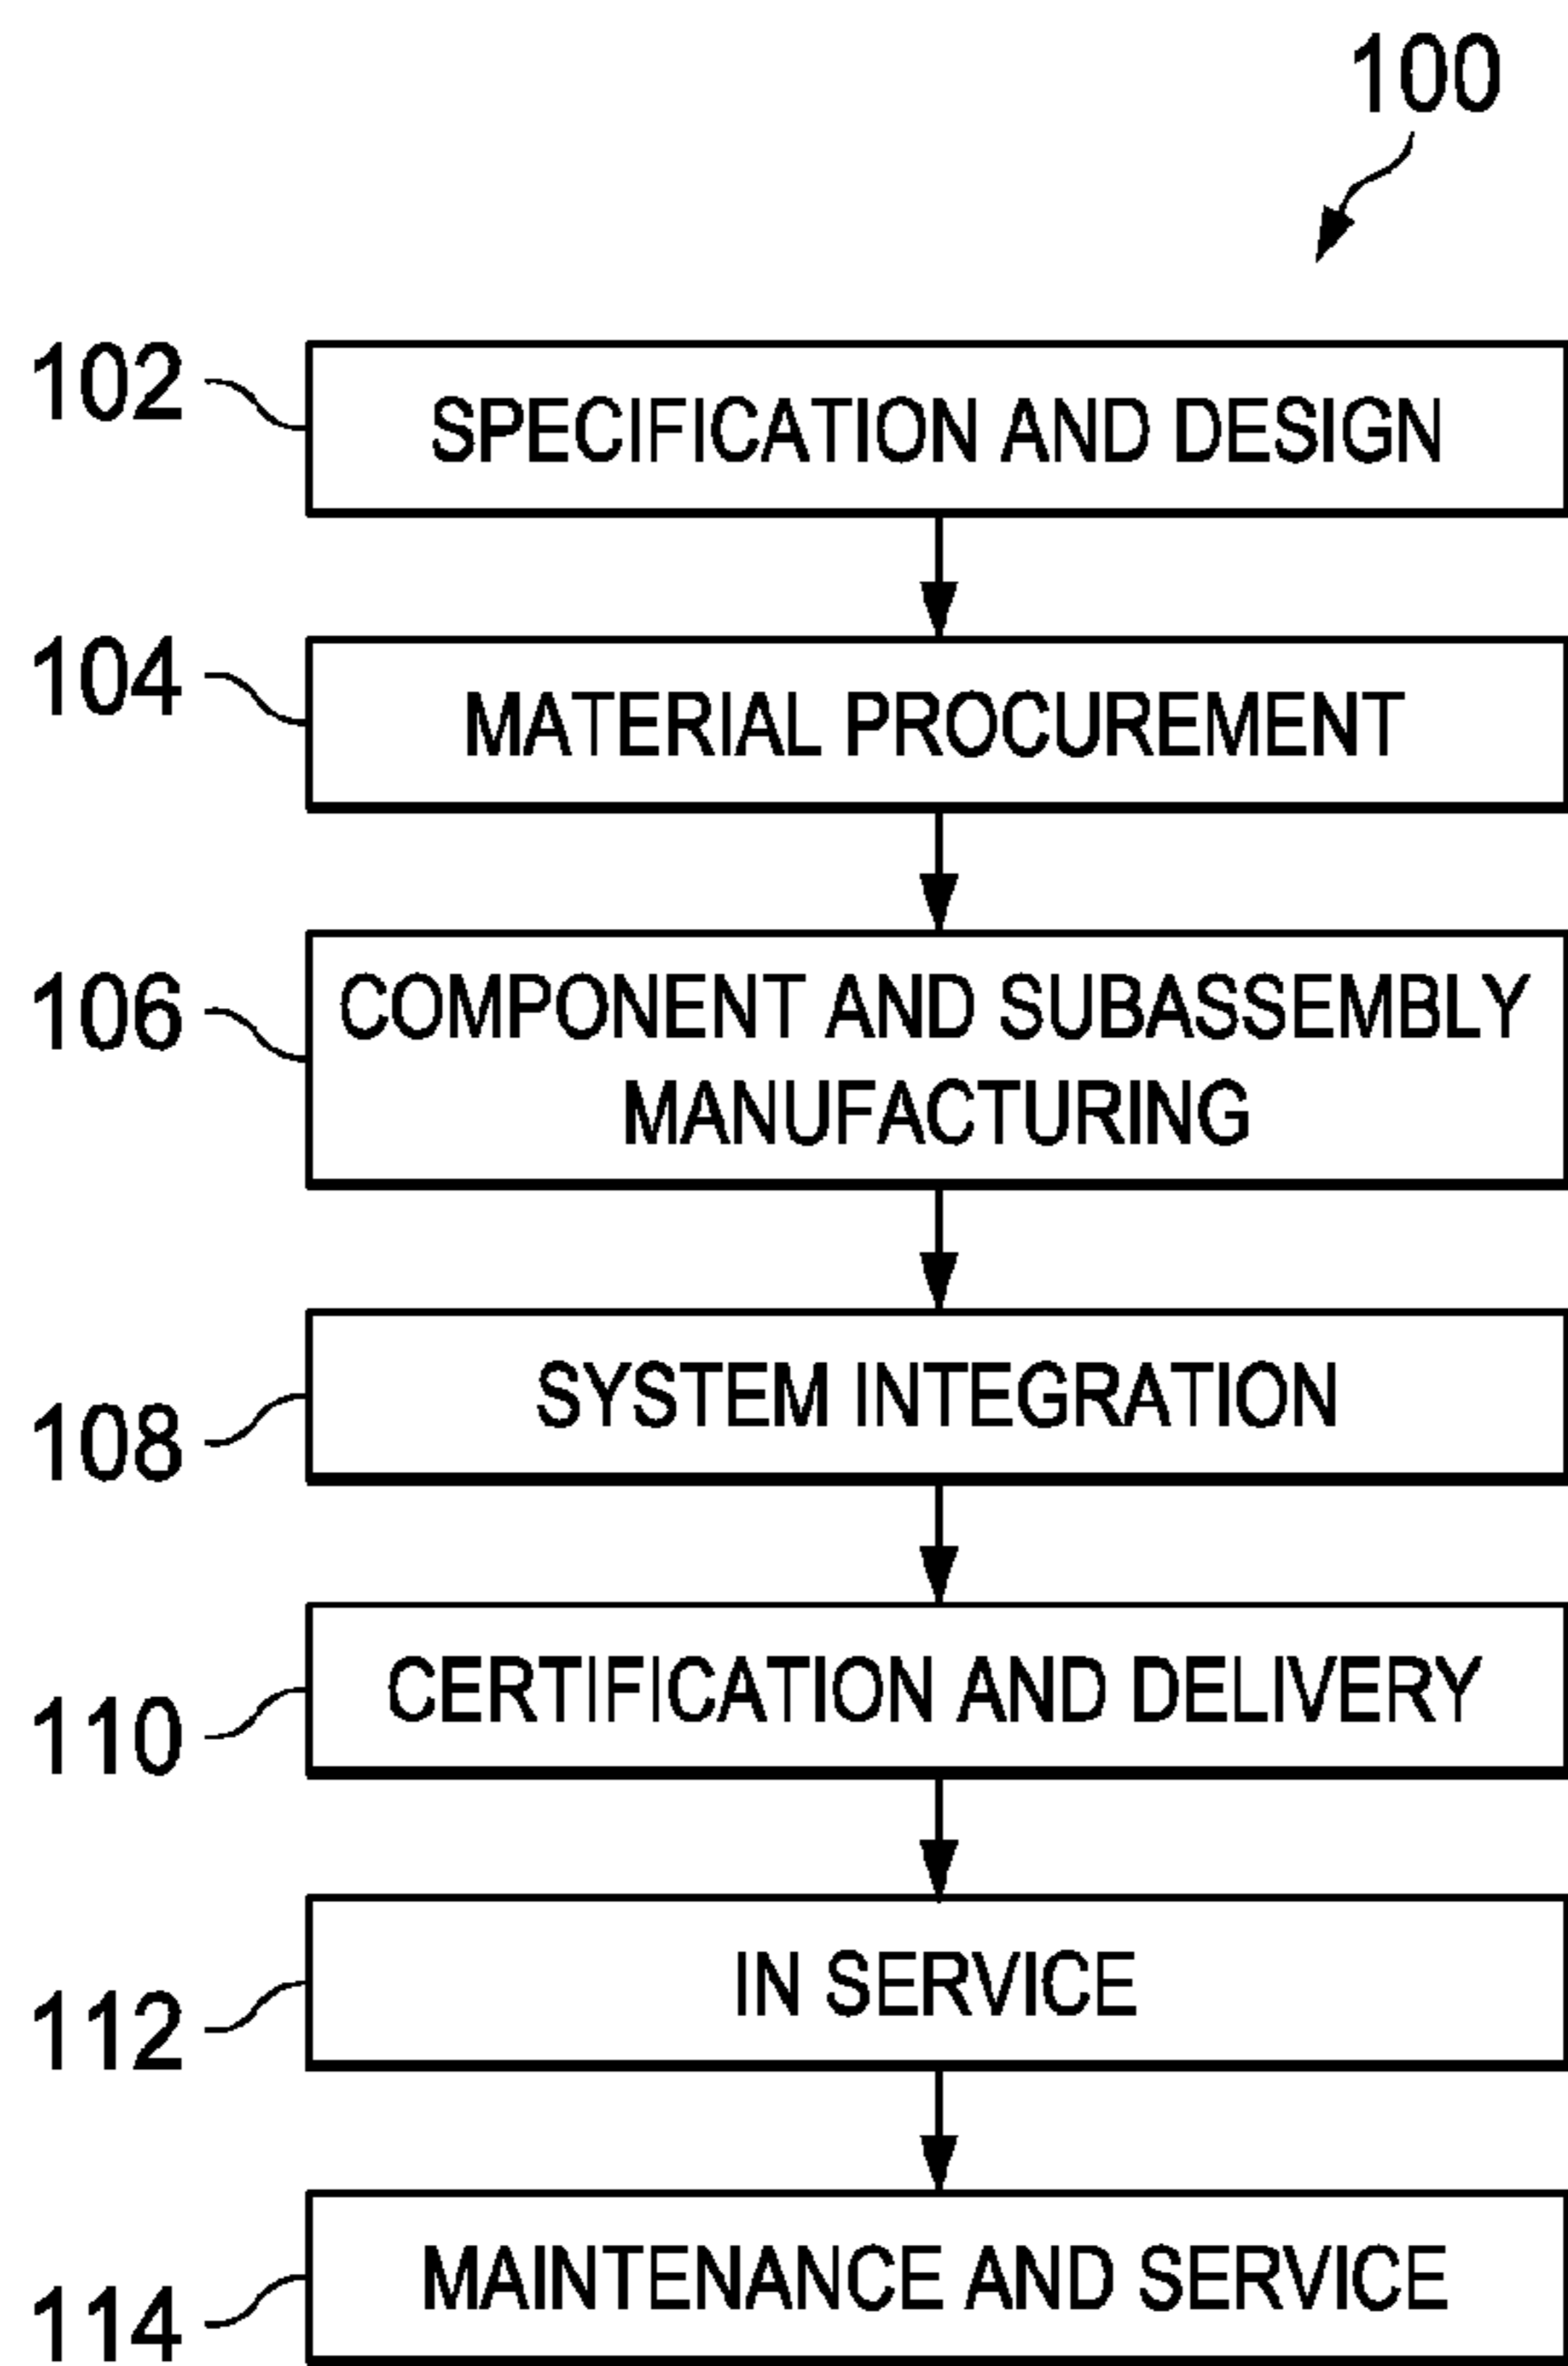 100
102
SPECIFICATION AND DESIGN
104
MATERIAL PROCUREMENT
106
COMPONENT AND SUBASSEMBLY
MANUFACTURING
108
SYSTEM INTEGRATION
110
CERTIFICATION AND DELIVERY
112
IN SERVICE
114
MAINTENANCE AND SERVICE